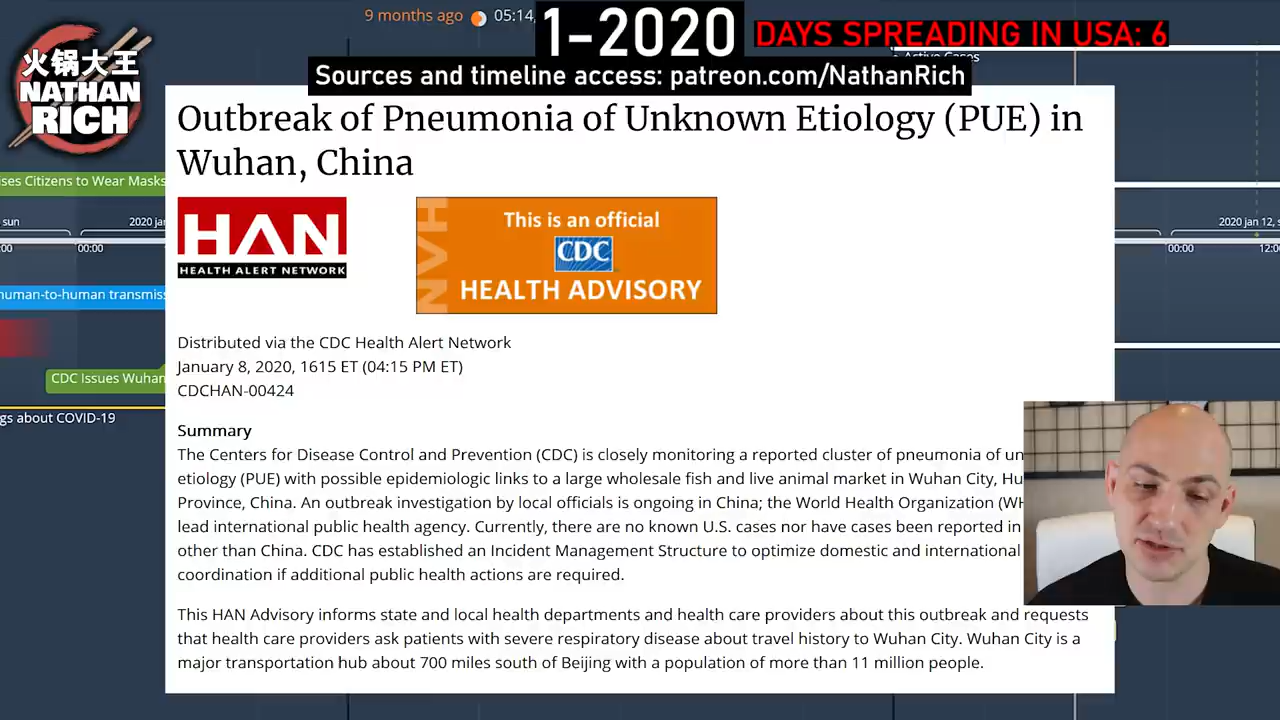 9 months ago
05:14,
1-2020
DAYS SPREADING IN USA: 6
Active Cases
Sources and timeline access: patreon.com/NathanRich
火锅大王
NATHAN
RICH
Outbreak of Pneumonia of Unknown Etiology (PUE) in
Wuhan, China
ses Citizens to Wear Masks
HAN
HEALTH ALERT NETWORK
HAN
This is an official
CDC
HEALTH ADVISORY
sun
2020 jan
2020 jan 12, s
:00
00:00
00:00
12:00
human-to-human transmiss
Distributed via the CDC Health Alert Network
January 8, 2020, 1615 ET (04:15 PM ET)
CDCHAN-00424
CDC Issues Wuhan
gs about COVID-19
Summary
The Centers for Disease Control and Prevention (CDC) is closely monitoring a reported cluster of pneumonia of un
etiology (PUE) with possible epidemiologic links to a large wholesale fish and live animal market in Wuhan City, Hu
Province, China. An outbreak investigation by local officials is ongoing in China; the World Health Organization (WH
lead international public health agency. Currently, there are no known U.S. cases nor have cases been reported in
other than China. CDC has established an Incident Management Structure to optimize domestic and international
coordination if additional public health actions are required.
This HAN Advisory informs state and local health departments and health care providers about this outbreak and requests
that health care providers ask patients with severe respiratory disease about travel history to Wuhan City. Wuhan City is a
major transportation hub about 700 miles south of Beijing with a population of more than 11 million people.